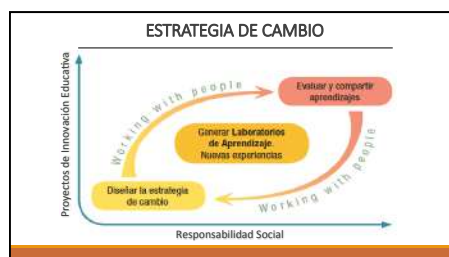 ESTRATEGIA DE CAMBIO
Proyectos de Innovación Educativa
Working with people
Evaluar y compartir
aprendizajes
Generar Laboratorios
de Aprendizaje.
Nuevas experiencias
Diseñar la estrategia
de cambio
Working with people
Responsabilidad Social